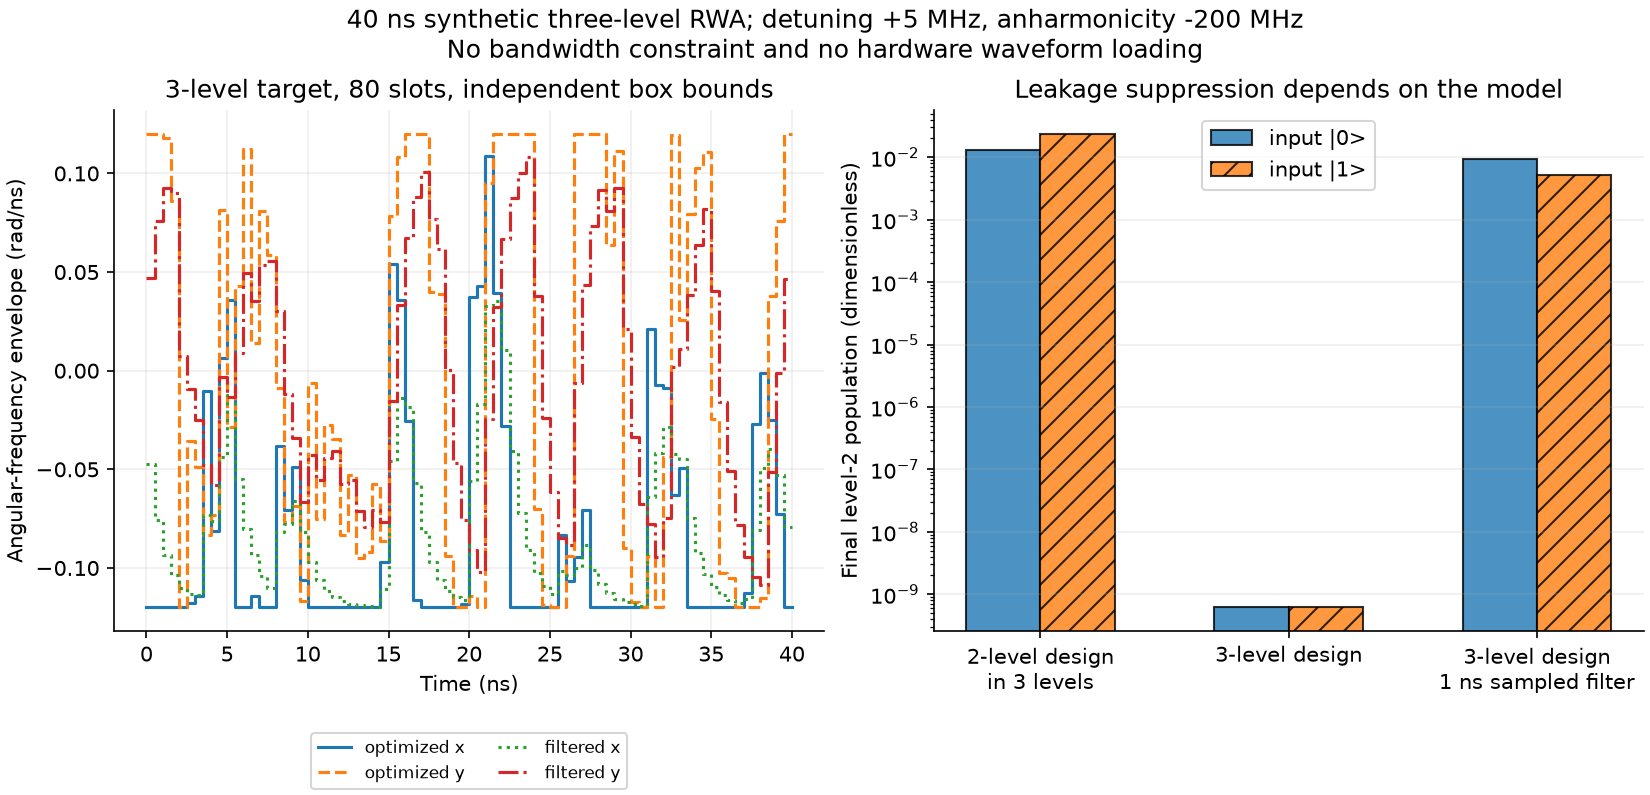 40 ns synthetic three-level RWA; detuning +5 MHz, anharmonicity -200 MHz
No bandwidth constraint and no hardware waveform loading
3-level target, 80 slots, independent box bounds
Angular-frequency envelope (rad/ns)
0.10
0.05
0.00
−0.05
−0.10
0 5 10 15 20 25 30 35 40
Time (ns)
optimized x
optimized y
filtered x
filtered y
Leakage suppression depends on the model
Final level-2 population (dimensionless)
10⁻²
10⁻³
10⁻⁴
10⁻⁵
10⁻⁶
10⁻⁷
10⁻⁸
10⁻⁹
input |0>
input |1>
2-level design
in 3 levels
3-level design
3-level design
1 ns sampled filter